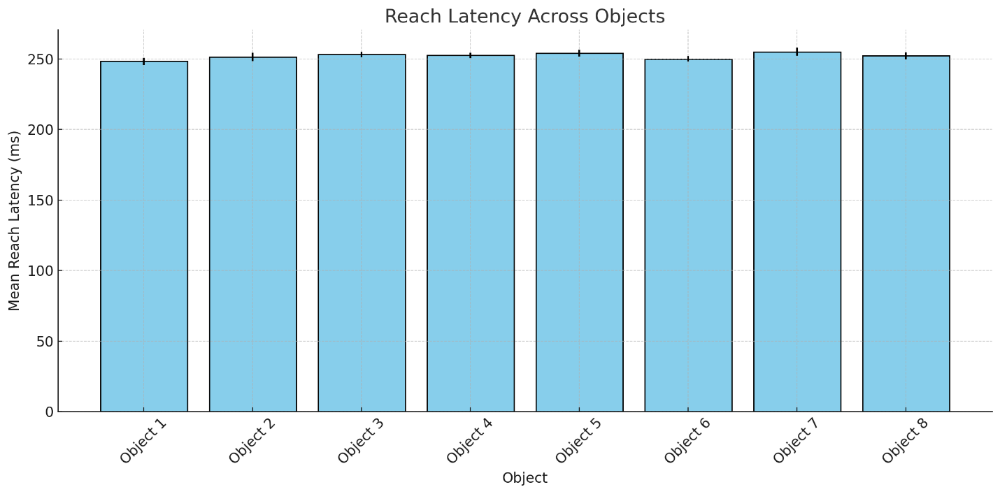 Reach Latency Across Objects
Mean Reach Latency (ms)
250
200
150
100
50
0
Object 1
Object 2
Object 3
Object 4
Object 5
Object 6
Object 7
Object 8
Object